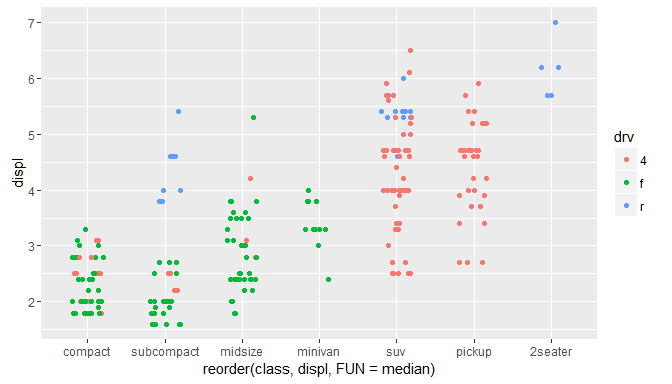 7
6
5
4
3
2
displ
compact
subcompact
midsize
minivan
suv
pickup
2seater
reorder(class, displ, FUN = median)
drv
4
f
r